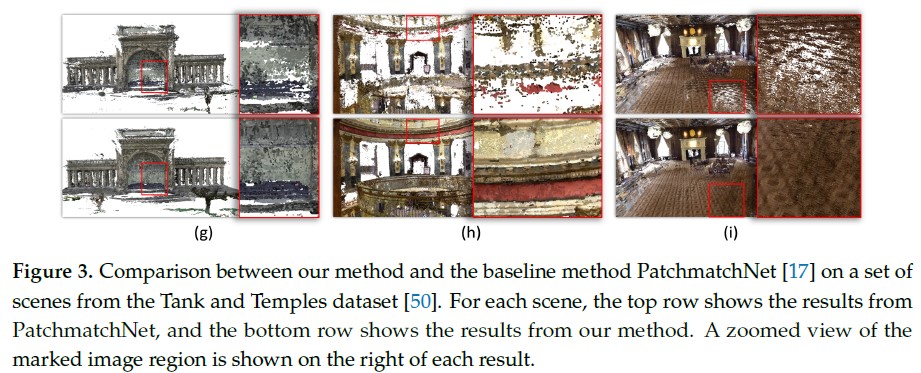 (g) (h) (i)
Figure 3. Comparison between our method and the baseline method PatchmatchNet [17] on a set of
scenes from the Tank and Temples dataset [50]. For each scene, the top row shows the results from
PatchmatchNet, and the bottom row shows the results from our method. A zoomed view of the
marked image region is shown on the right of each result.